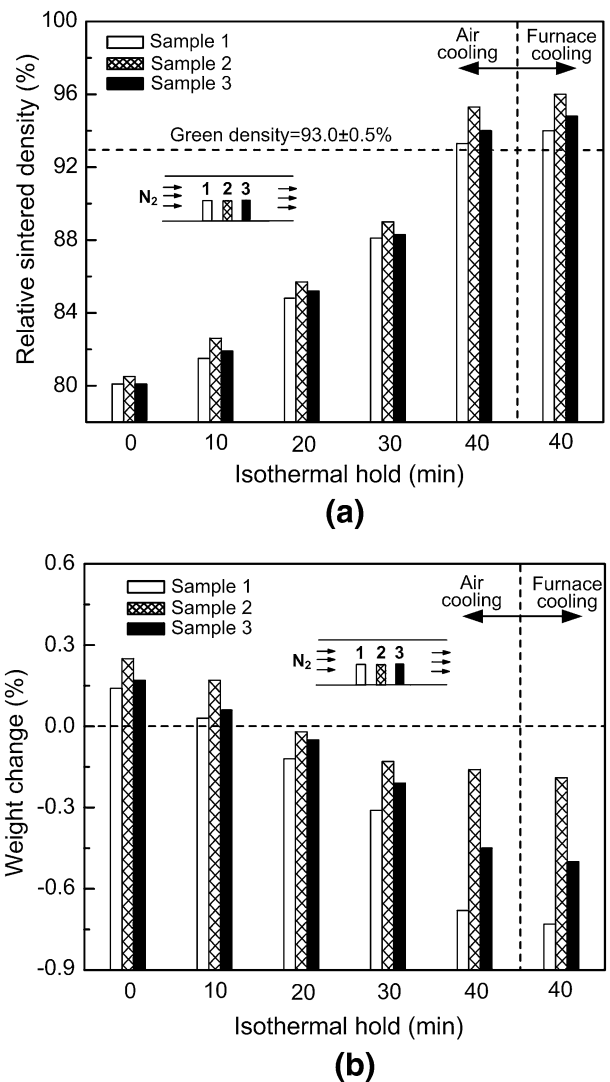 100
96
92
88
84
80
Relative sintered density (%)
Sample 1
Sample 2
Sample 3
Air
cooling
Furnace
cooling
Green density=93.0±0.5%
N2
1 2 3
0 10 20 30 40 40
Isothermal hold (min)
(a)
0.6
0.3
0.0
-0.3
-0.6
-0.9
Weight change (%)
Sample 1
Sample 2
Sample 3
Air
cooling
Furnace
cooling
N2
1 2 3
0 10 20 30 40 40
Isothermal hold (min)
(b)